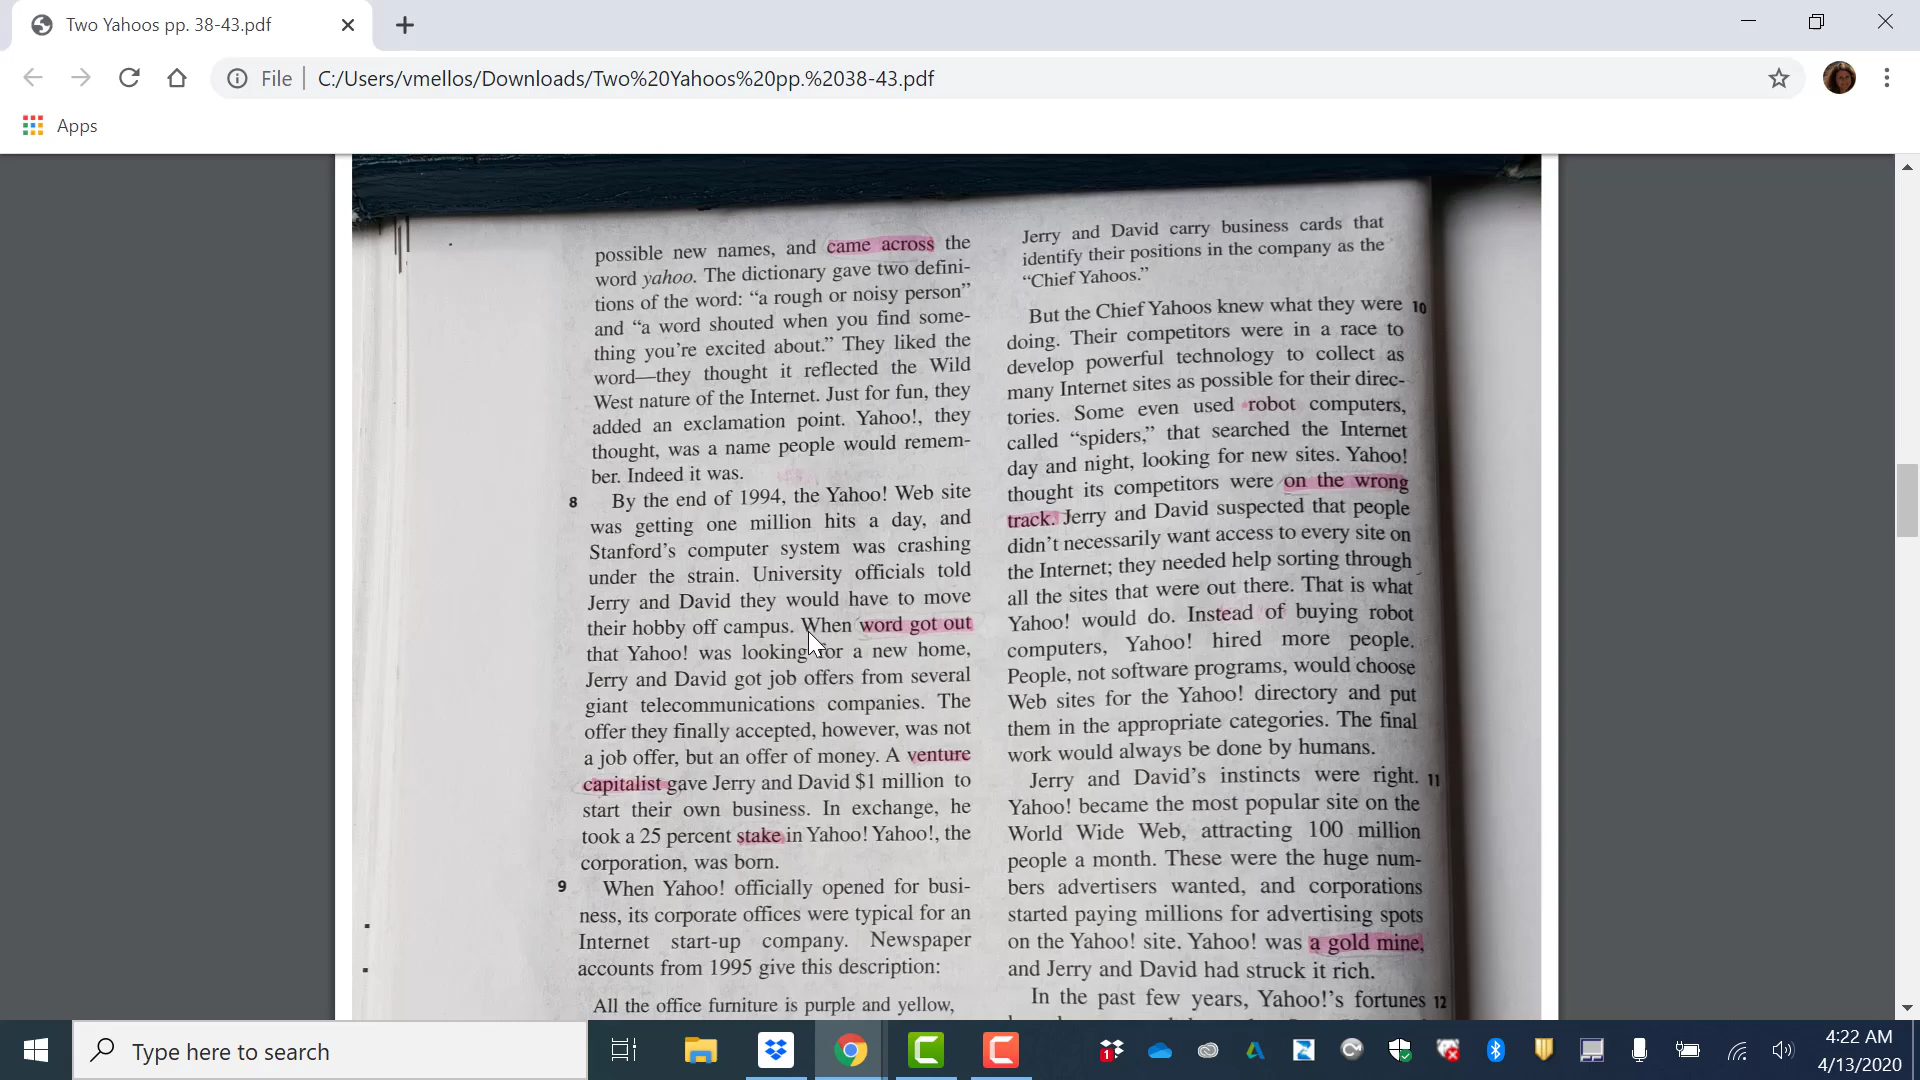 Two Yahoos pp. 38-43.pdf
File
C:/Users/vmellos/Downloads/Two%20Yahoos%20pp.%2038-43.pdf
Apps
possible new names, and came across the
word yahoo. The dictionary gave two defini-
tions of the word: “a rough or noisy person”
and “a word shouted when you find some-
thing you’re excited about.” They liked the
word—they thought it reflected the Wild
West nature of the Internet. Just for fun, they
added an exclamation point. Yahoo!, they
thought, was a name people would remem-
ber. Indeed it was.
8 By the end of 1994, the Yahoo! Web site
was getting one million hits a day, and
Stanford’s computer system was crashing
under the strain. University officials told
Jerry and David they would have to move
their hobby off campus. When word got out
that Yahoo! was looking for a new home,
Jerry and David got job offers from several
giant telecommunications companies. The
offer they finally accepted, however, was not
a job offer, but an offer of money. A venture
capitalist gave Jerry and David $1 million to
start their own business. In exchange, he
took a 25 percent stake in Yahoo! Yahoo!, the
corporation, was born.
9 When Yahoo! officially opened for busi-
ness, its corporate offices were typical for an
Internet start-up company. Newspaper
accounts from 1995 give this description:
All the office furniture is purple and yellow,
Jerry and David carry business cards that
identify their positions in the company as the
“Chief Yahoos.”
But the Chief Yahoos knew what they were 10
doing. Their competitors were in a race to
develop powerful technology to collect as
many Internet sites as possible for their direc-
tories. Some even used robot computers,
called “spiders,” that searched the Internet
day and night, looking for new sites. Yahoo!
thought its competitors were on the wrong
track. Jerry and David suspected that people
didn’t necessarily want access to every site on
the Internet; they needed help sorting through
all the sites that were out there. That is what
Yahoo! would do. Instead of buying robot
computers, Yahoo! hired more people.
People, not software programs, would choose
Web sites for the Yahoo! directory and put
them in the appropriate categories. The final
work would always be done by humans.
Jerry and David’s instincts were right. 11
Yahoo! became the most popular site on the
World Wide Web, attracting 100 million
people a month. These were the huge num-
bers advertisers wanted, and corporations
started paying millions for advertising spots
on the Yahoo! site. Yahoo! was a gold mine,
and Jerry and David had struck it rich.
In the past few years, Yahoo!’s fortunes 12
Type here to search
1
4:22 AM
4/13/2020